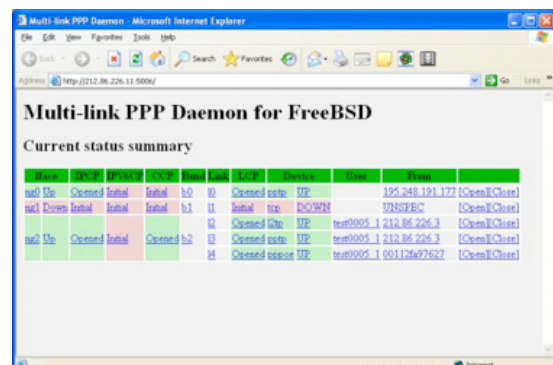 Multi-link PPP Daemon - Microsoft Internet Explorer
File Edit View Favorites Tools Help
Back Search Favorites
Address http://212.86.226.11:5006/ Go Links
Multi-link PPP Daemon for FreeBSD
Current status summary
Iface IPCP IPV6CP CCP Bund Link LCP Device User From
ng0 Up Opened Initial Initial b0 l0 Opened pptp UP 195.248.191.177 [Open][Close]
ng1 Down Initial Initial Initial b1 l1 Initial tcp DOWN UNSPEC [Open][Close]
l2 Opened l2tp UP test0005_1 212.86.226.3 [Open][Close]
ng2 Up Opened Initial Opened b2 l3 Opened pptp UP test0005_1 212.86.226.3 [Open][Close]
l4 Opened pppoe UP test0005_1 00112fa97627 [Open][Close]
Internet